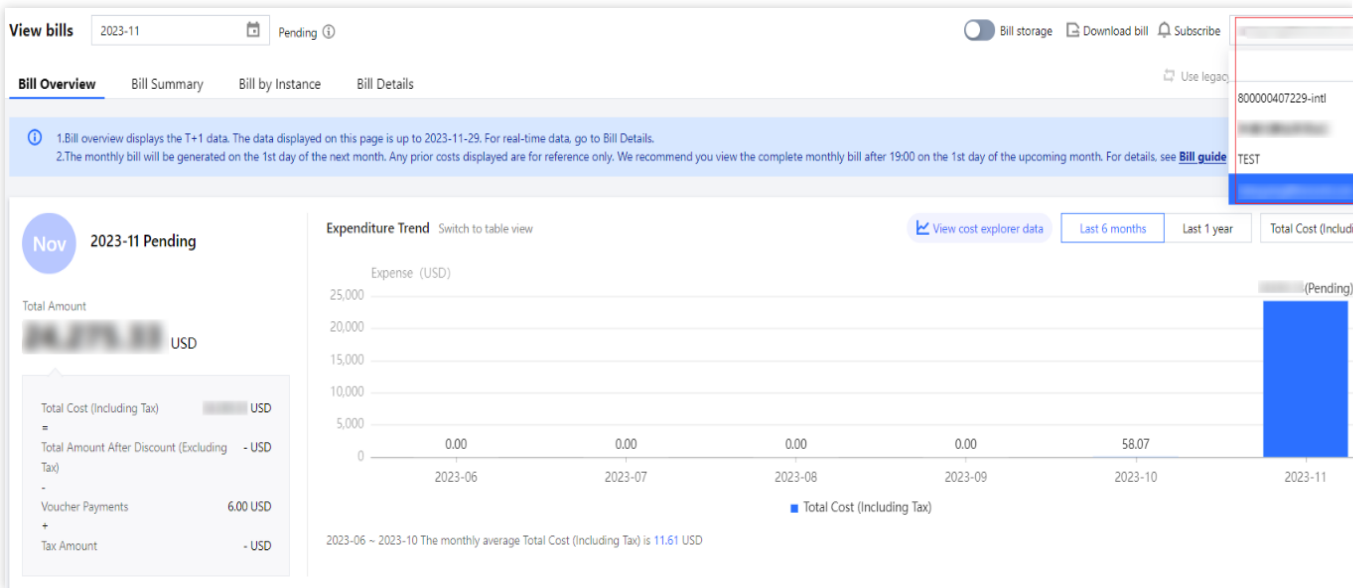 View bills
2023-11
Pending
Bill storage
Download bill
Subscribe
Bill Overview
Bill Summary
Bill by Instance
Bill Details
Use legacy
800000407229-intl
TEST
1.Bill overview displays the T+1 data. The data displayed on this page is up to 2023-11-29. For real-time data, go to Bill Details.
2.The monthly bill will be generated on the 1st day of the next month. Any prior costs displayed are for reference only. We recommend you view the complete monthly bill after 19:00 on the 1st day of the upcoming month. For details, see Bill guide
Nov
2023-11 Pending
Total Amount
USD
Total Cost (Including Tax) USD
=
Total Amount After Discount (Excluding - USD
Tax)
-
Voucher Payments 6.00 USD
+
Tax Amount - USD
Expenditure Trend
Switch to table view
View cost explorer data
Last 6 months
Last 1 year
Total Cost (Includi
Expense (USD)
25,000
20,000
15,000
10,000
5,000
0
0.00
0.00
0.00
0.00
58.07
(Pending)
2023-06
2023-07
2023-08
2023-09
2023-10
2023-11
Total Cost (Including Tax)
2023-06 ~ 2023-10 The monthly average Total Cost (Including Tax) is 11.61 USD